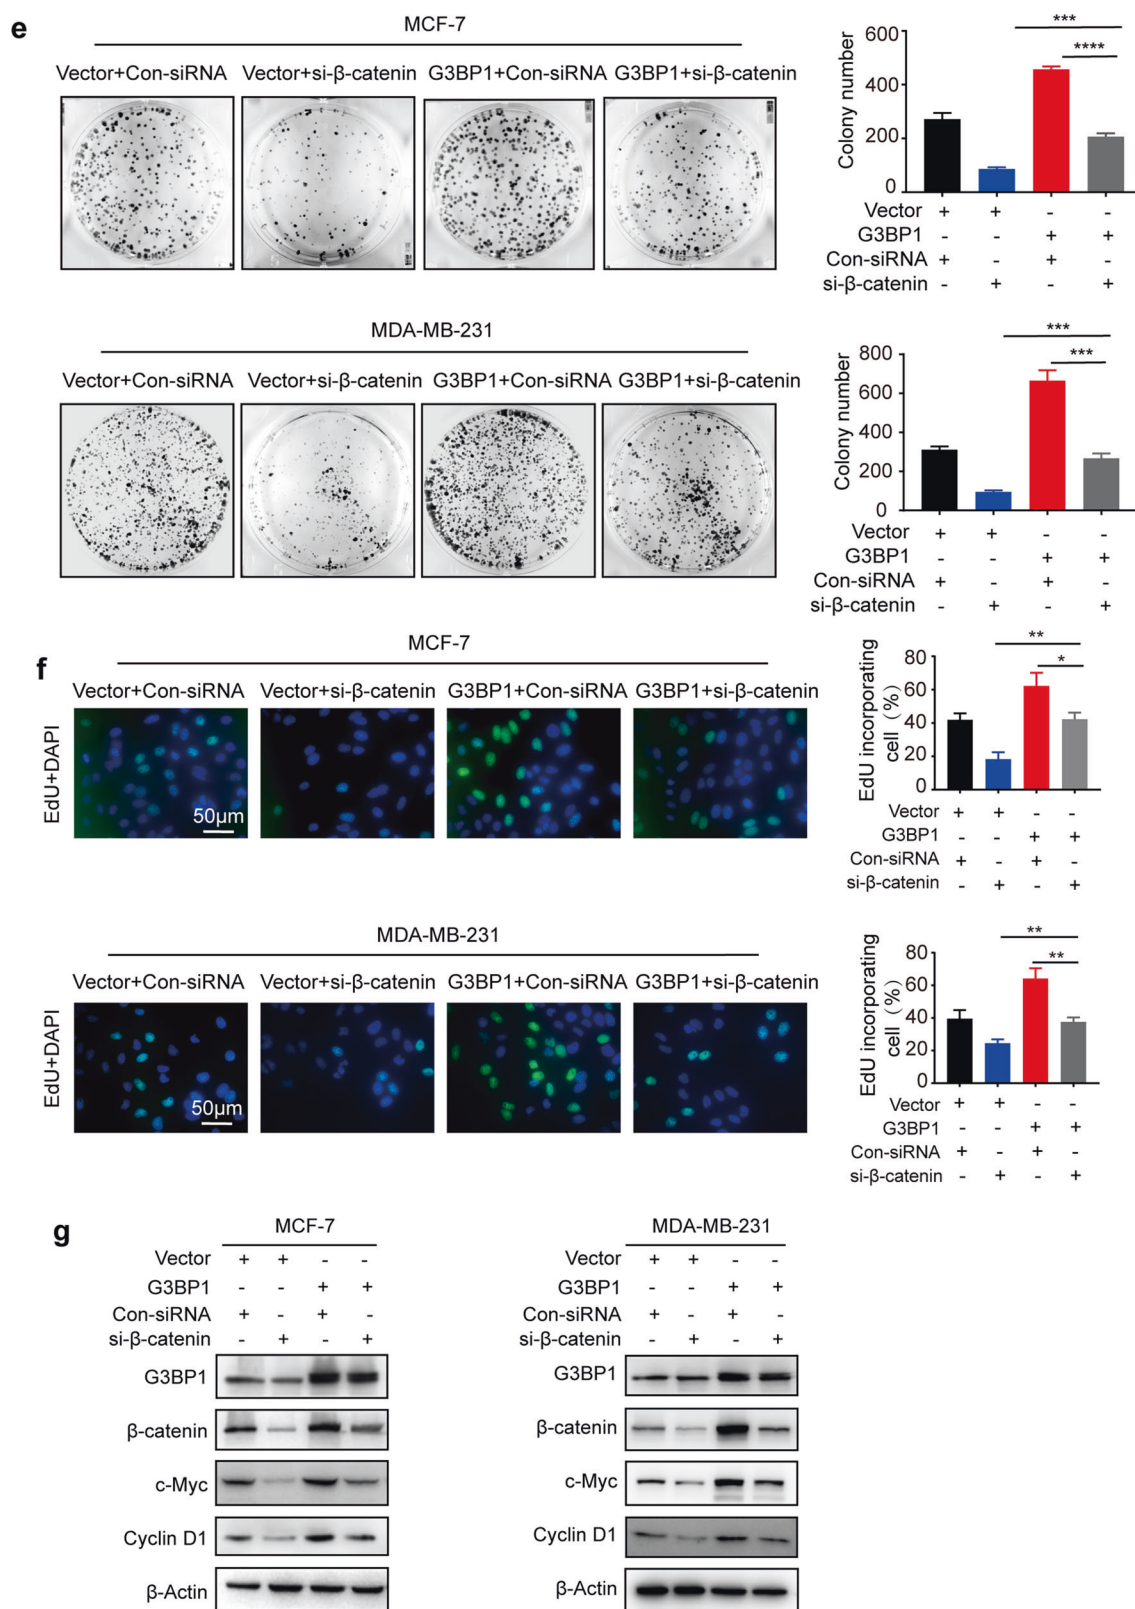 e
MCF-7
Vector+Con-siRNA Vector+si-β-catenin G3BP1+Con-siRNA G3BP1+si-β-catenin
Colony number
600
400
200
0
***
****
Vector + + - -
G3BP1 - - + +
Con-siRNA + - + -
si-β-catenin - + - +
MDA-MB-231
Vector+Con-siRNA Vector+si-β-catenin G3BP1+Con-siRNA G3BP1+si-β-catenin
Colony number
800
600
400
200
0
***
***
Vector + + - -
G3BP1 - - + +
Con-siRNA + - + -
si-β-catenin - + - +
f
MCF-7
Vector+Con-siRNA Vector+si-β-catenin G3BP1+Con-siRNA G3BP1+si-β-catenin
EdU+DAPI
50μm
EdU incorporating
cell (%)
80
60
40
20
0
**
*
Vector + + - -
G3BP1 - - + +
Con-siRNA + - + -
si-β-catenin - + - +
MDA-MB-231
Vector+Con-siRNA Vector+si-β-catenin G3BP1+Con-siRNA G3BP1+si-β-catenin
EdU+DAPI
50μm
EdU incorporating
cell (%)
80
60
40
20
0
**
**
Vector + + - -
G3BP1 - - + +
Con-siRNA + - + -
si-β-catenin - + - +
g
MCF-7
Vector + + - -
G3BP1 - - + +
Con-siRNA + - + -
si-β-catenin - + - +
G3BP1
β-catenin
c-Myc
Cyclin D1
β-Actin
MDA-MB-231
Vector + + - -
G3BP1 - - + +
Con-siRNA + - + -
si-β-catenin - + - +
G3BP1
β-catenin
c-Myc
Cyclin D1
β-Actin